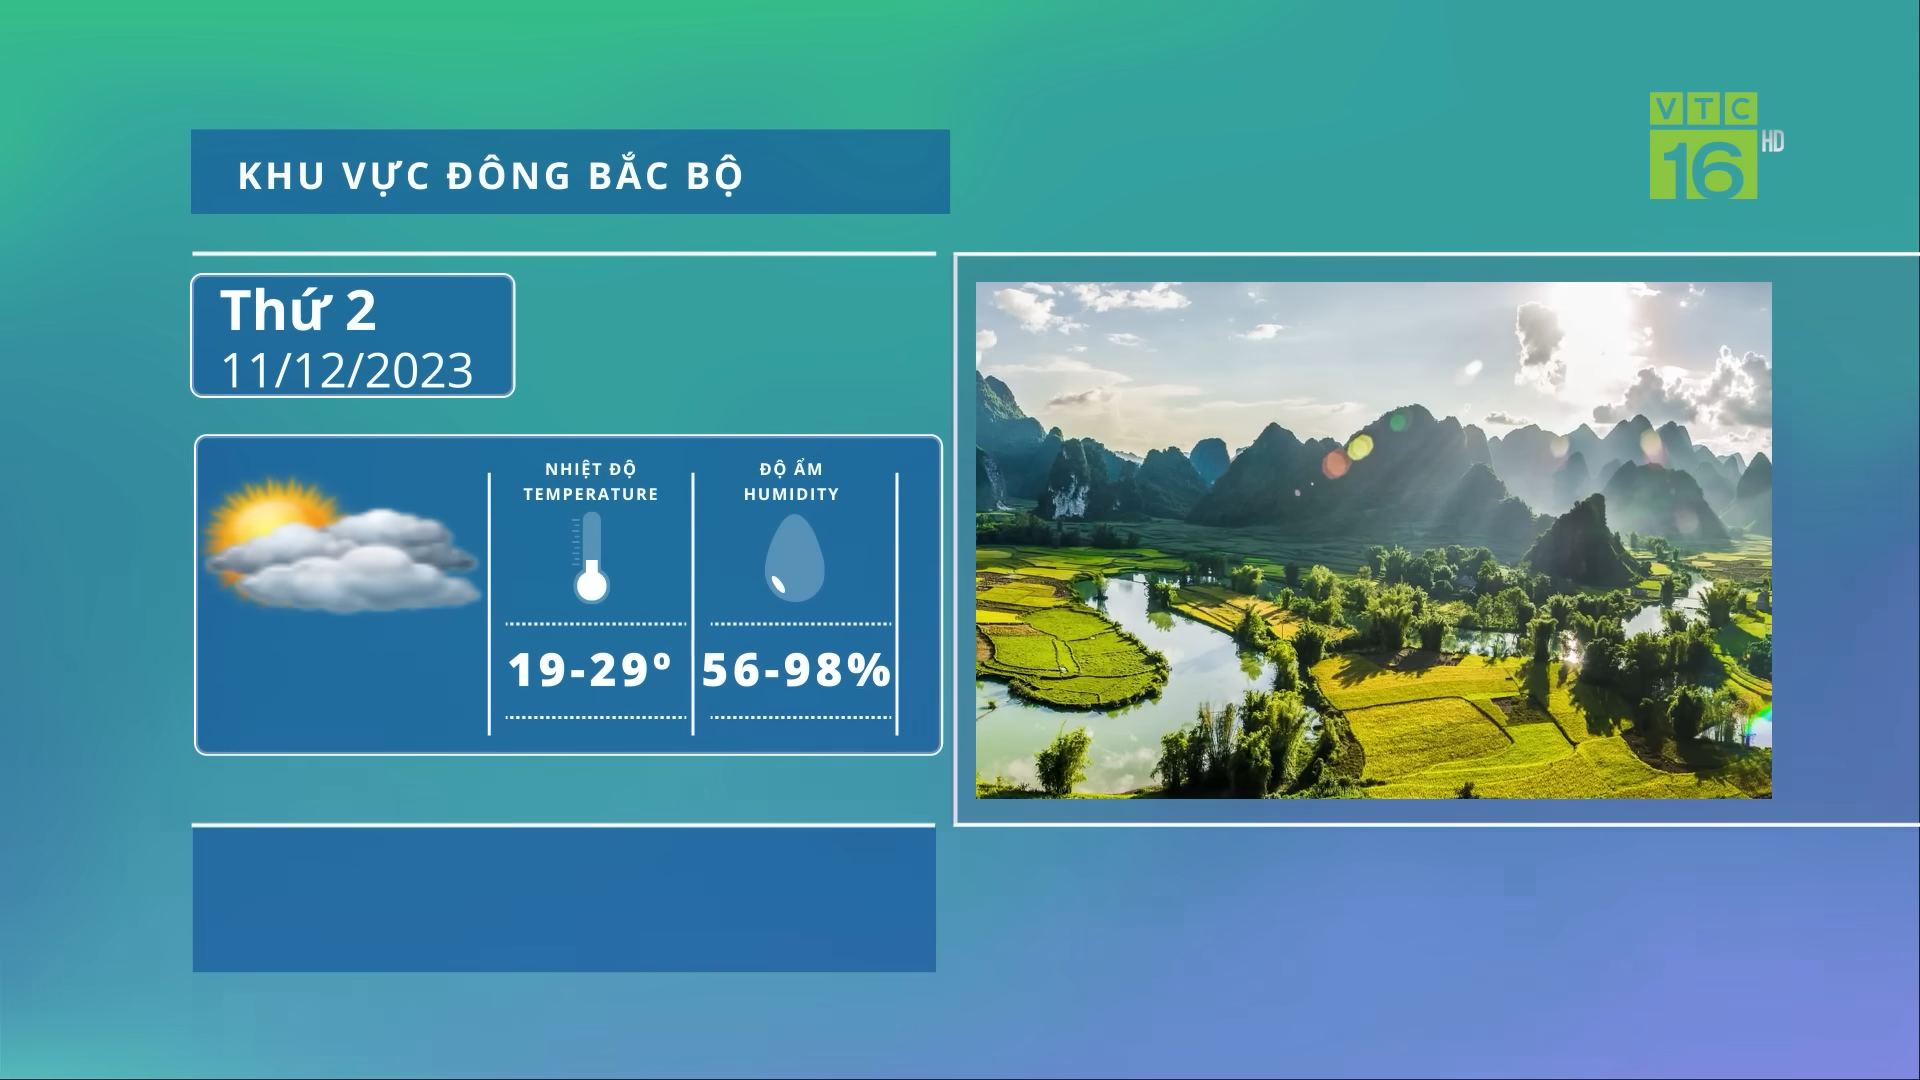 VTC
16 HD
KHU VỰC ĐÔNG BẮC BỘ
Thứ 2
11/12/2023
NHIỆT ĐỘ
TEMPERATURE
19-29º
ĐỘ ẨM
HUMIDITY
56-98%